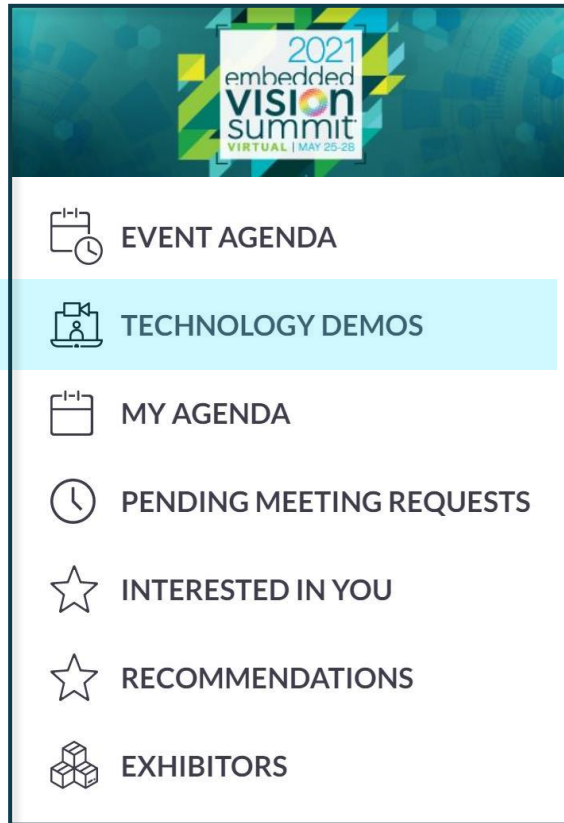 2021
embedded
VISION
summit
VIRTUAL | MAY 25-28
EVENT AGENDA
TECHNOLOGY DEMOS
MY AGENDA
PENDING MEETING REQUESTS
INTERESTED IN YOU
RECOMMENDATIONS
EXHIBITORS